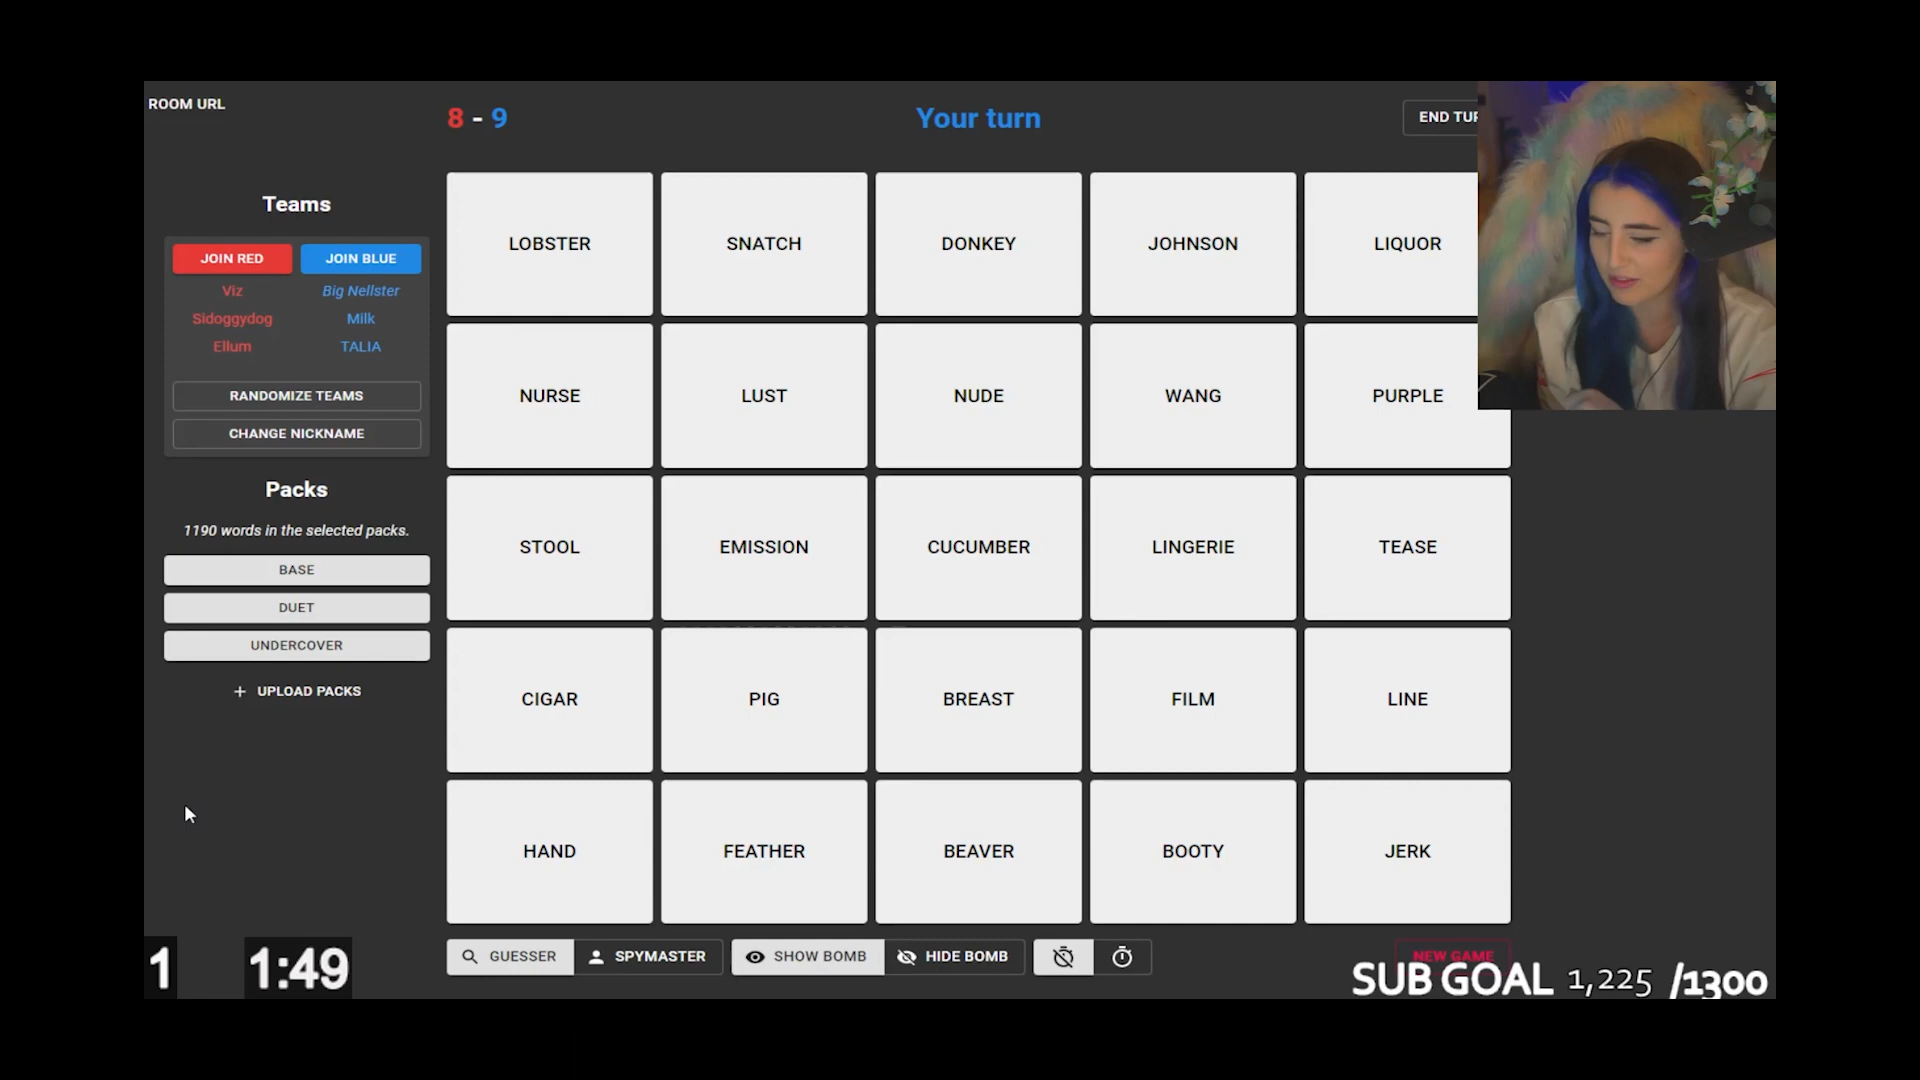 ROOM URL
8 - 9
Your turn
END TUR
Teams
JOIN RED
JOIN BLUE
Viz
Big Nellster
Sidoggydog
Milk
Ellum
TALIA
RANDOMIZE TEAMS
CHANGE NICKNAME
Packs
1190 words in the selected packs.
BASE
DUET
UNDERCOVER
+ UPLOAD PACKS
LOBSTER
SNATCH
DONKEY
JOHNSON
LIQUOR
NURSE
LUST
NUDE
WANG
PURPLE
STOOL
EMISSION
CUCUMBER
LINGERIE
TEASE
CIGAR
PIG
BREAST
FILM
LINE
HAND
FEATHER
BEAVER
BOOTY
JERK
1
1:49
GUESSER
SPYMASTER
SHOW BOMB
HIDE BOMB
NEW GAME
SUB GOAL 1,225 /1300